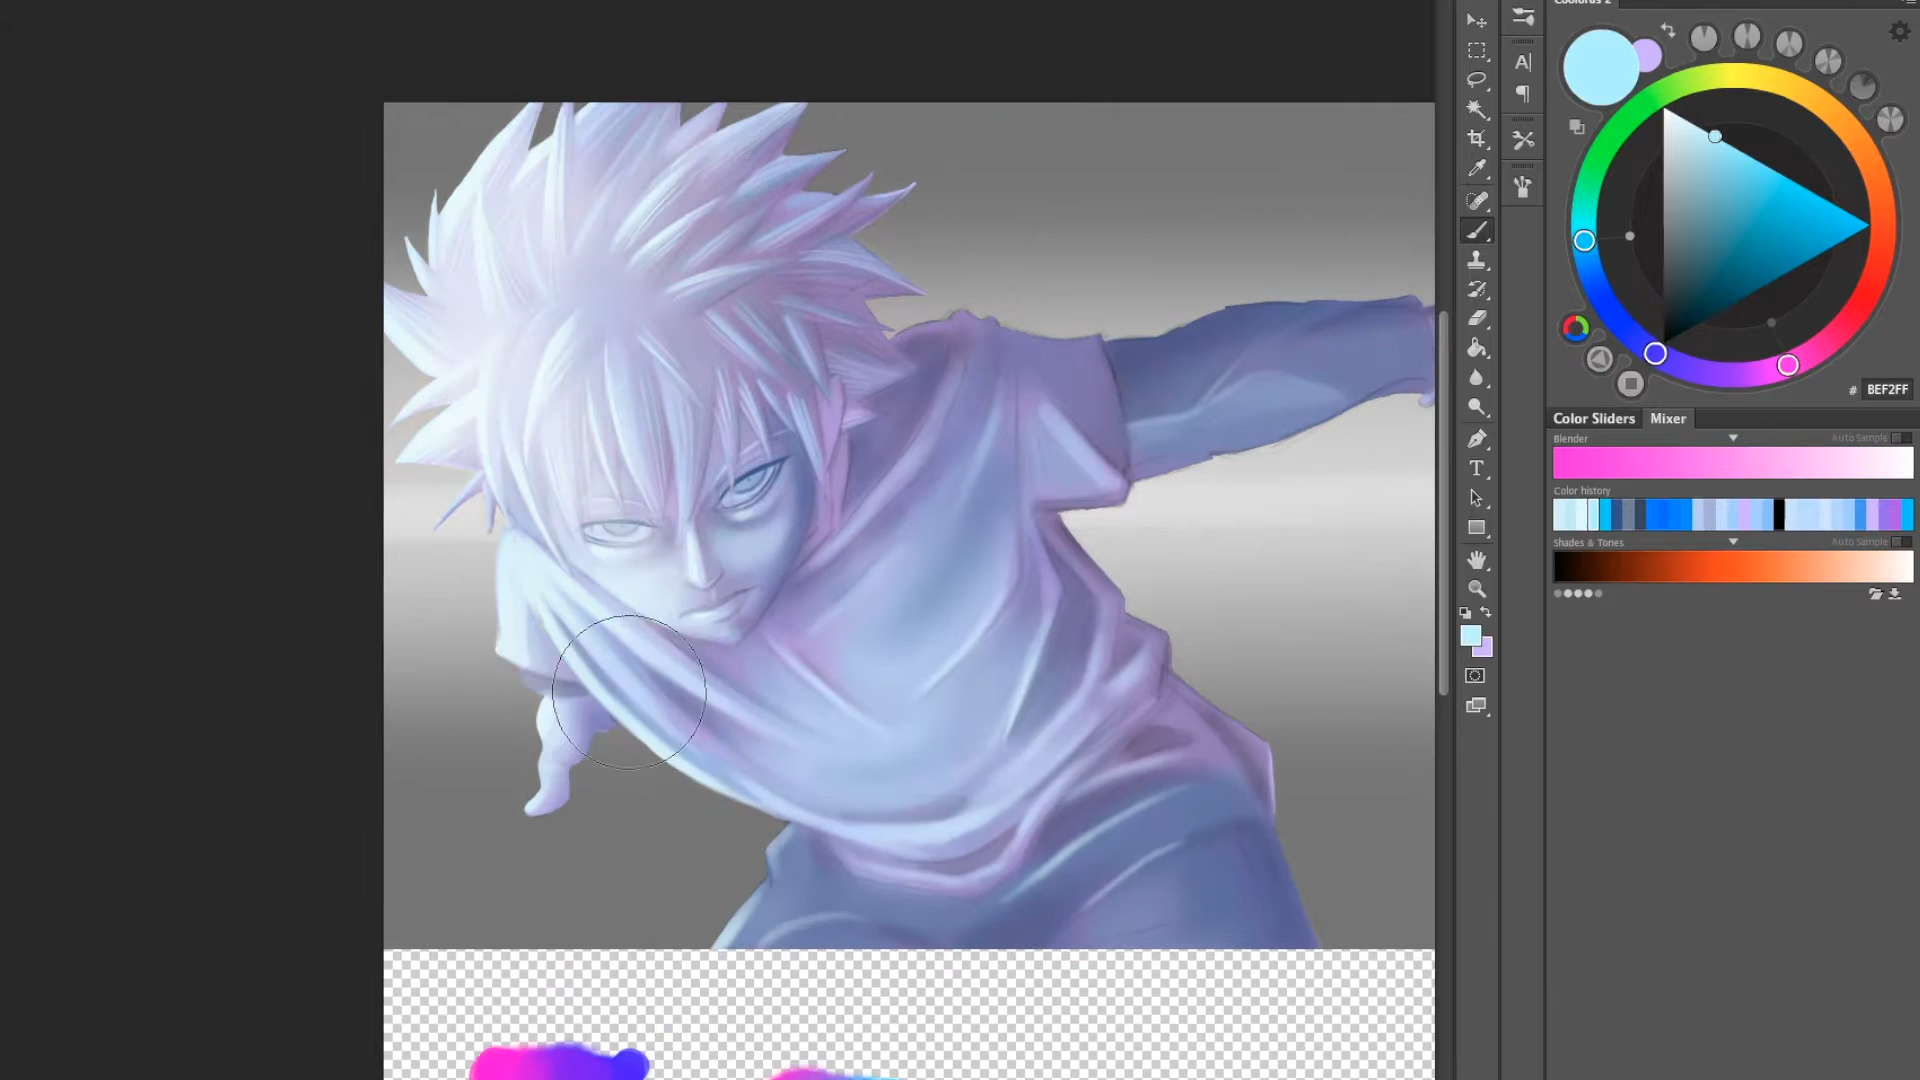 Coolorus 2
A|
¶
# BEF2FF
Color Sliders Mixer
Blender Auto Sample
Color history
Shades & Tones Auto Sample
T